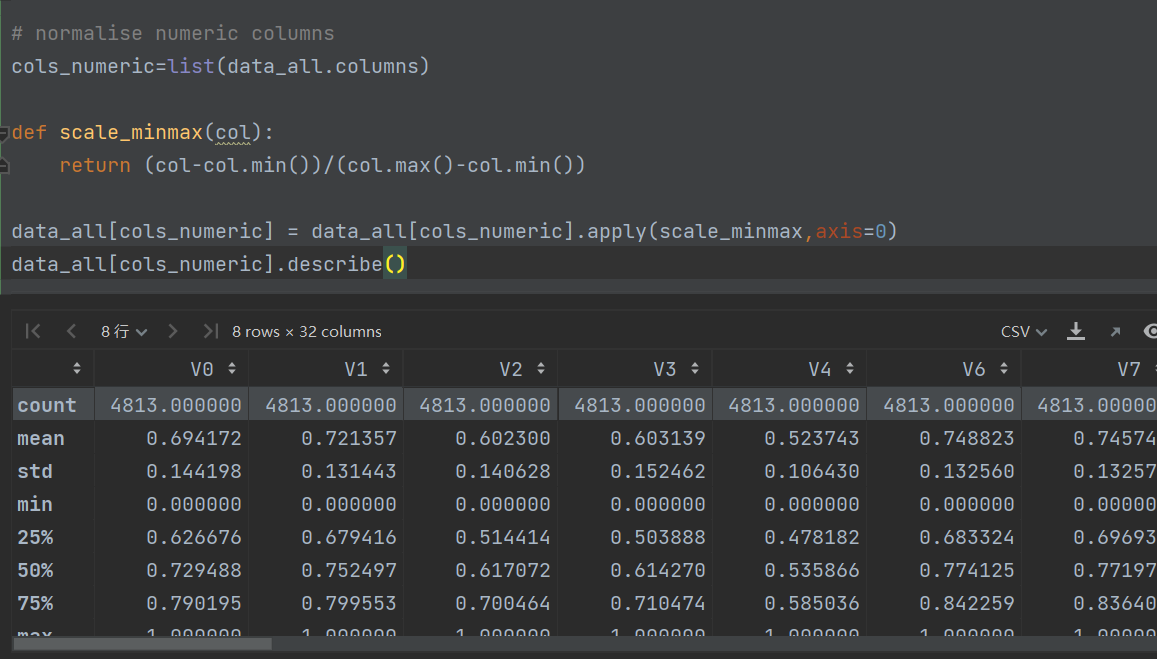 # normalise numeric columns
cols_numeric=list(data_all.columns)
def scale_minmax(col):
return (col-col.min())/(col.max()-col.min())
data_all[cols_numeric] = data_all[cols_numeric].apply(scale_minmax,axis=0)
data_all[cols_numeric].describe()
8 行 8 rows × 32 columns CSV
V0 V1 V2 V3 V4 V6 V7
count 4813.000000 4813.000000 4813.000000 4813.000000 4813.000000 4813.000000 4813.00000
mean 0.694172 0.721357 0.602300 0.603139 0.523743 0.748823 0.74574
std 0.144198 0.131443 0.140628 0.152462 0.106430 0.132560 0.13257
min 0.000000 0.000000 0.000000 0.000000 0.000000 0.000000 0.00000
25% 0.626676 0.679416 0.514414 0.503888 0.478182 0.683324 0.69693
50% 0.729488 0.752497 0.617072 0.614270 0.535866 0.774125 0.77197
75% 0.790195 0.799553 0.700464 0.710474 0.585036 0.842259 0.83640
max 1.000000 1.000000 1.000000 1.000000 1.000000 1.000000 1.00000